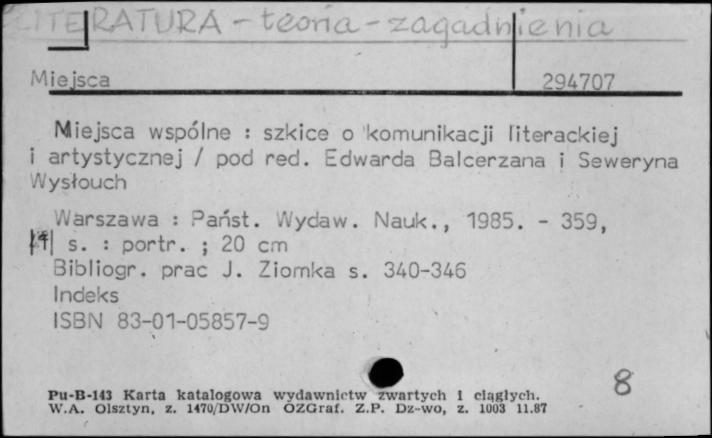 LITERATURA - teoria - zagadnienia
Miejsca 294707
Miejsca wspólne : szkice o komunikacji literackiej
i artystycznej / pod red. Edwarda Balcerzana i Seweryna
Wysłouch
Warszawa : Państ. Wydaw. Nauk., 1985. - 359,
|1| s. : portr. ; 20 cm
Bibliogr. prac J. Ziomka s. 340-346
Indeks
ISBN 83-01-05857-9
8
Pu-B-143 Karta katalogowa wydawnictw zwartych i ciągłych.
W.A. Olsztyn, z. 1470/DW/On OZGraf. Z.P. Dz-wo, z. 1003 11.87